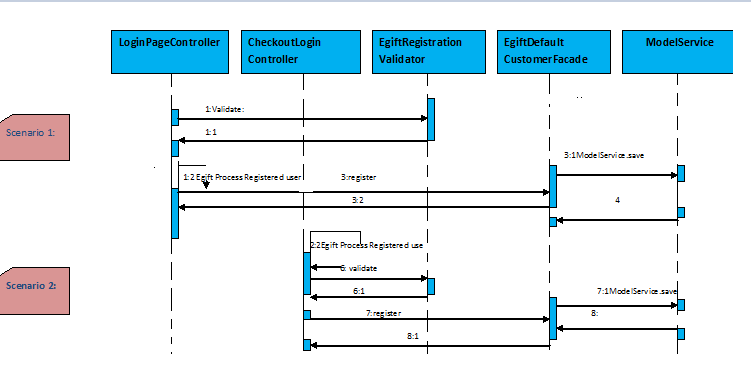 LoginPageController
CheckoutLogin
Controller
EgiftRegistration
Validator
EgiftDefault
CustomerFacade
ModelService
Scenario 1:
1:Validate:
1:1
3:1ModelService.save
1:2 Egift Process Registered user
3:register
3:2
4
2:2Egift Process Registered use
6: validate
6:1
Scenario 2:
7:1ModelService.save
7:register
8:
8:1